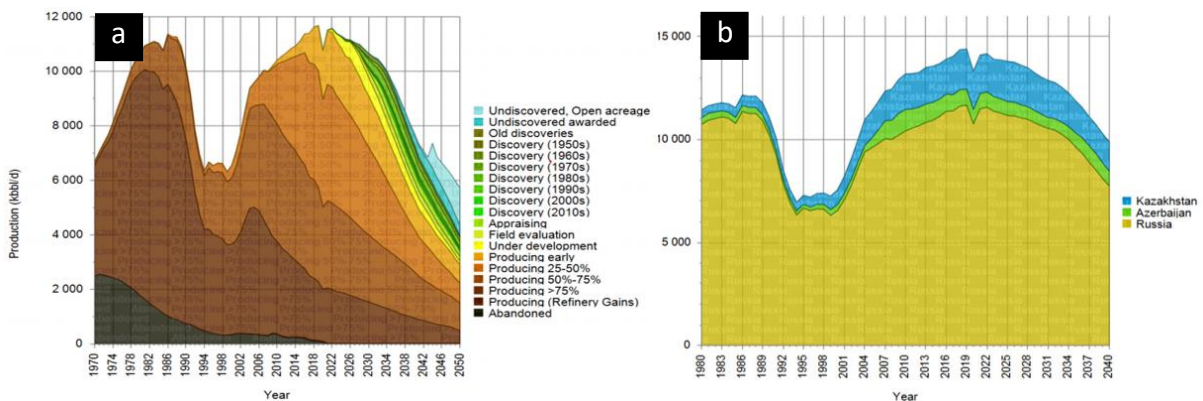 a
12 000
10 000
8 000
6 000
4 000
2 000
0
Production (kbbl/d)
1970 1974 1978 1982 1986 1990 1994 1998 2002 2006 2010 2014 2018 2022 2026 2030 2034 2038 2042 2046 2050
Year
Undiscovered, Open acreage
Undiscovered awarded
Old discoveries
Discovery (1950s)
Discovery (1960s)
Discovery (1970s)
Discovery (1980s)
Discovery (1990s)
Discovery (2000s)
Discovery (2010s)
Appraising
Field evaluation
Under development
Producing early
Producing 25-50%
Producing 50%-75%
Producing >75%
Producing (Refinery Gains)
Abandoned
b
15 000
10 000
5 000
0
1980 1983 1986 1989 1992 1995 1998 2001 2004 2007 2010 2013 2016 2019 2022 2025 2028 2031 2034 2037 2040
Year
Kazakhstan
Azerbaijan
Russia